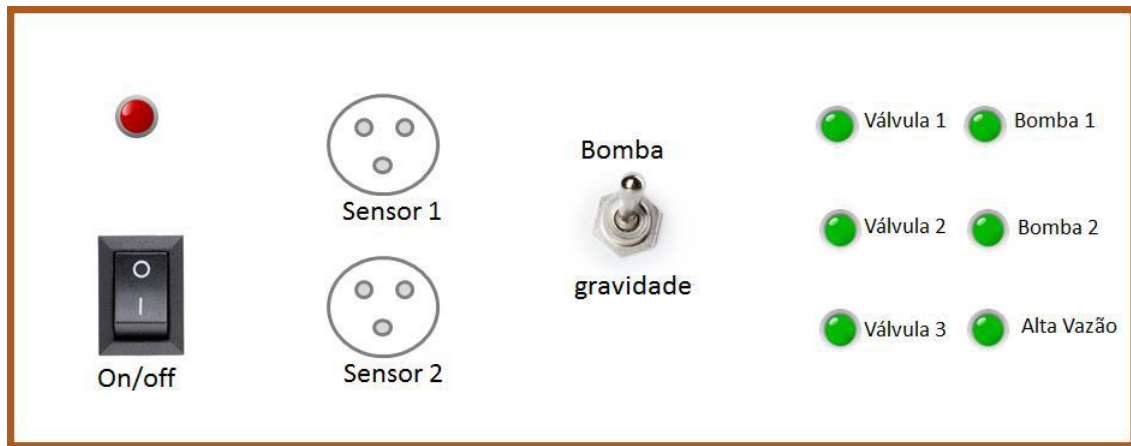 Sensor 1
Bomba
gravidade
Válvula 1
Bomba 1
Válvula 2
Bomba 2
Válvula 3
Alta Vazão
O
I
On/off
Sensor 2